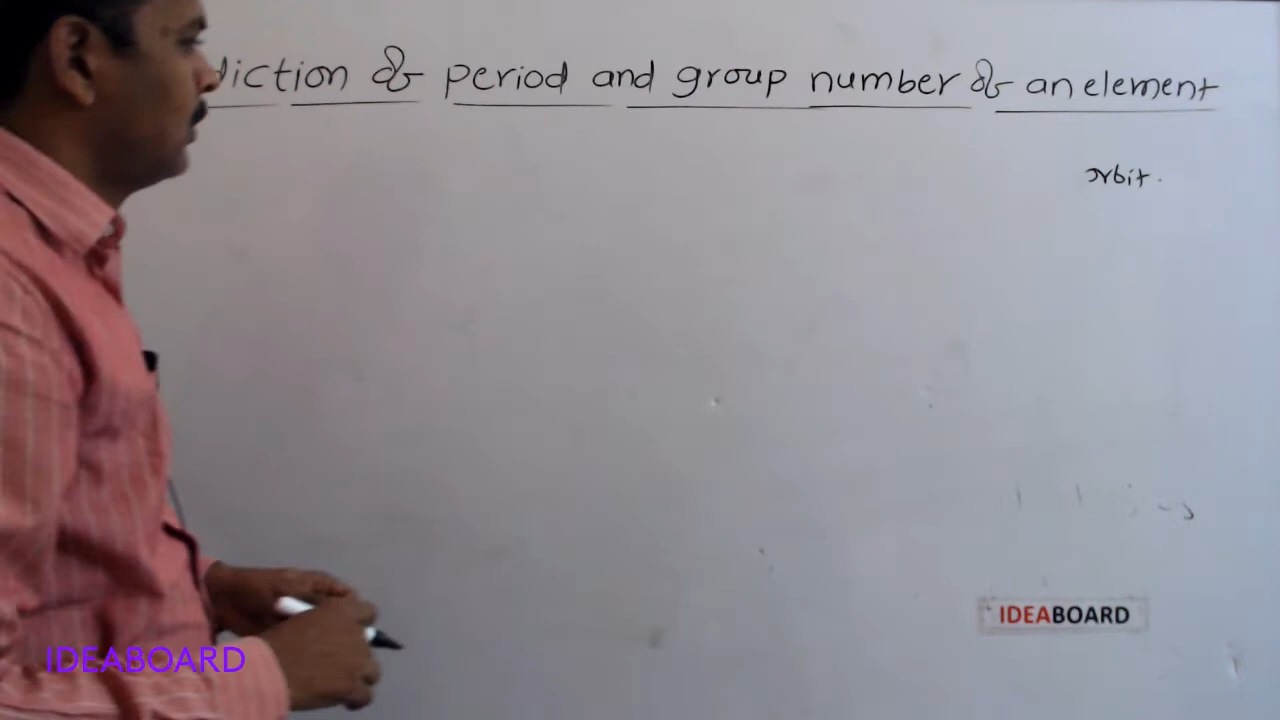 diction of period and group number of an element
orbit.
IDEABOARD
IDEABOARD